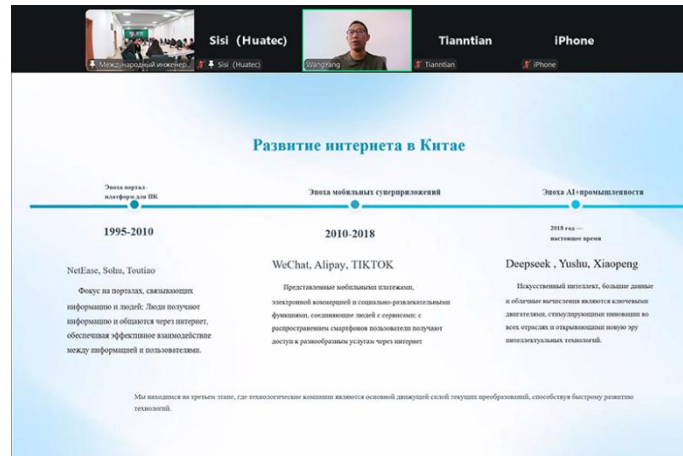 Sisi (Huatec)
Tianntian
iPhone
Международный инженер...
Sisi (Huatec)
WangYang
Tianntian
iPhone
Развитие интернета в Китае
Эпоха портал-
платформ для ПК
1995-2010
NetEase, Sohu, Toutiao
Фокус на порталах, связывающих
информацию и людей; Люди получают
информацию и общаются через интернет,
обеспечивая эффективное взаимодействие
между информацией и пользователями.
Эпоха мобильных суперприложений
2010-2018
WeChat, Alipay, TIKTOK
Представленные мобильными платежами,
электронной коммерцией и социально-развлекательными
функциями, соединяющие людей с сервисами; с
распространением смартфонов пользователи получают
доступ к разнообразным услугам через интернет
Эпоха AI+промышленности
2018 год —
настоящее время
Deepseek , Yushu, Xiaopeng
Искусственный интеллект, большие данные
и облачные вычисления являются ключевыми
двигателями, стимулирующими инновации во
всех отраслях и открывающими новую эру
интеллектуальных технологий.
Мы находимся на третьем этапе, где технологические компании являются основной движущей силой текущих преобразований, способствуя быстрому развитию
технологий.